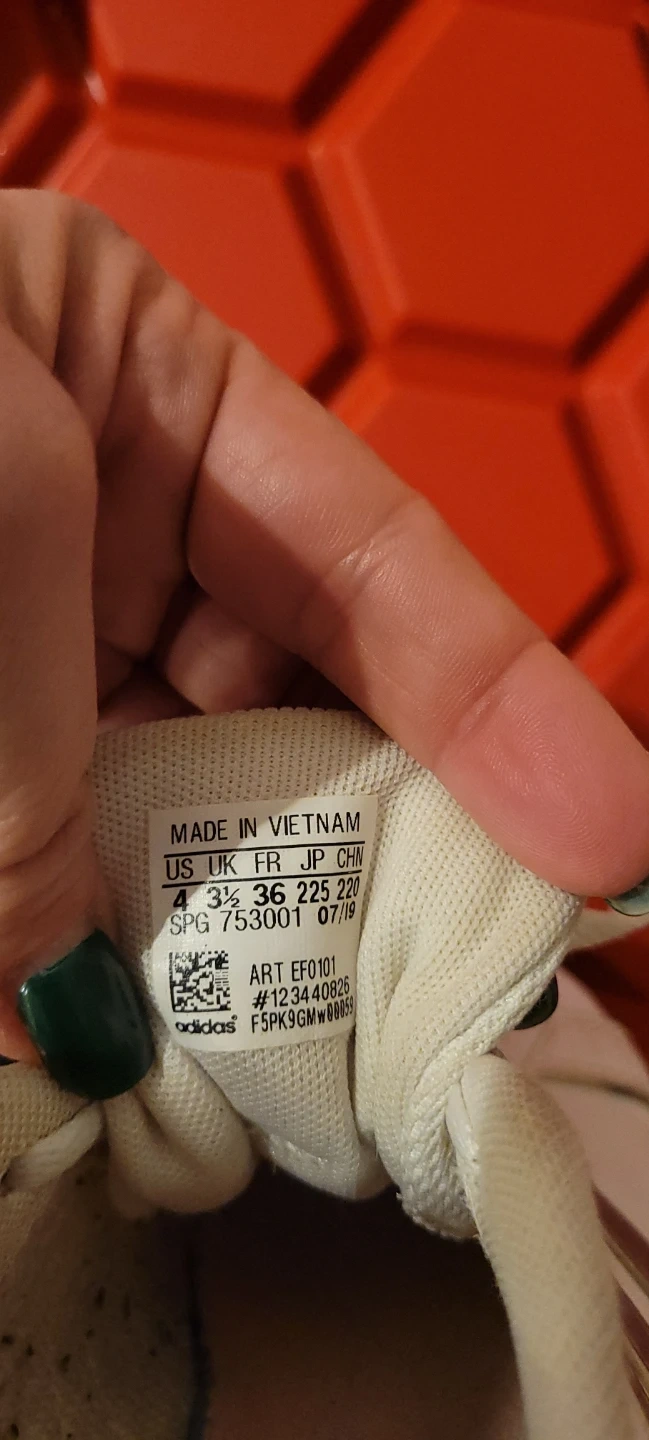 MADE IN VIETNAM
US UK FR JP CHN
4 3½ 36 225 220
SPG 753001 07/19
ART EF0101
#123440826
F5PK9GMw00059
adidas